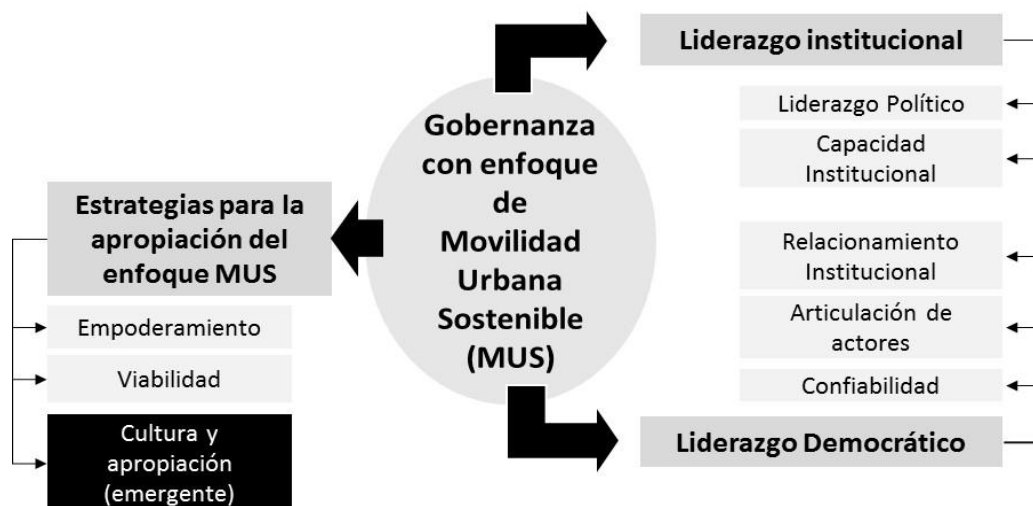 Gobernanza
con enfoque
de
Movilidad
Urbana
Sostenible
(MUS)
Liderazgo institucional
Liderazgo Político
Capacidad
Institucional
Relacionamiento
Institucional
Articulación de
actores
Confiabilidad
Liderazgo Democrático
Estrategias para la
apropiación del
enfoque MUS
Empoderamiento
Viabilidad
Cultura y
apropiación
(emergente)